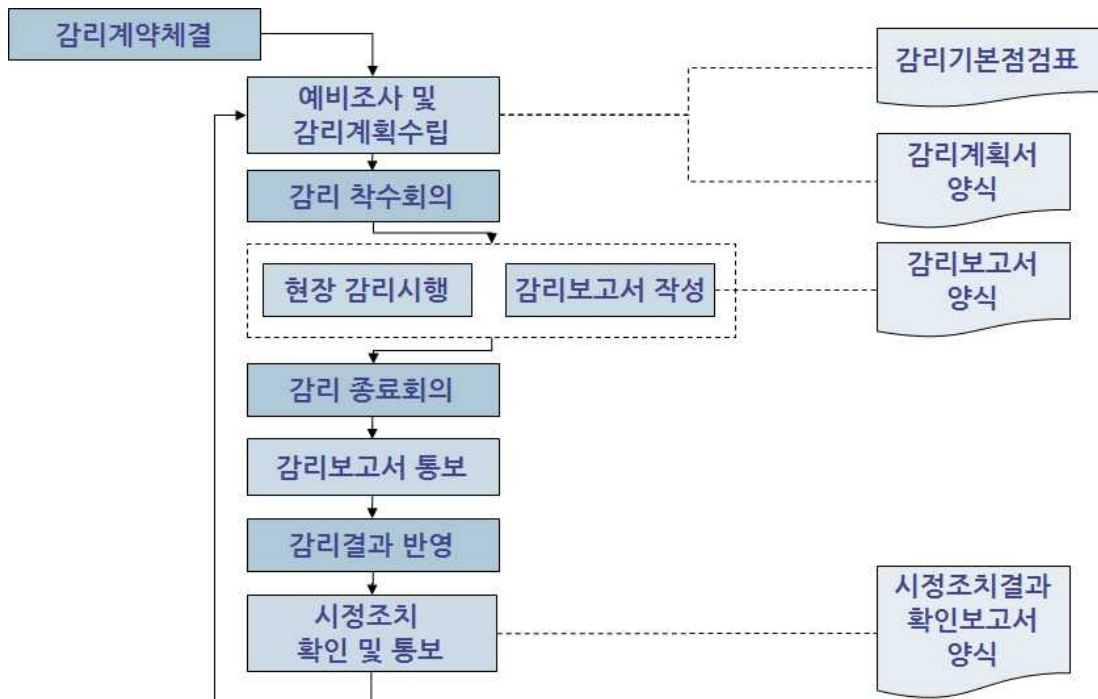 감리계약체결
감리기본점검표
예비조사 및
감리계획수립
감리계획서
양식
감리 착수회의
감리보고서
양식
현장 감리시행
감리보고서 작성
감리 종료회의
감리보고서 통보
감리결과 반영
시정조치
확인 및 통보
시정조치결과
확인보고서
양식